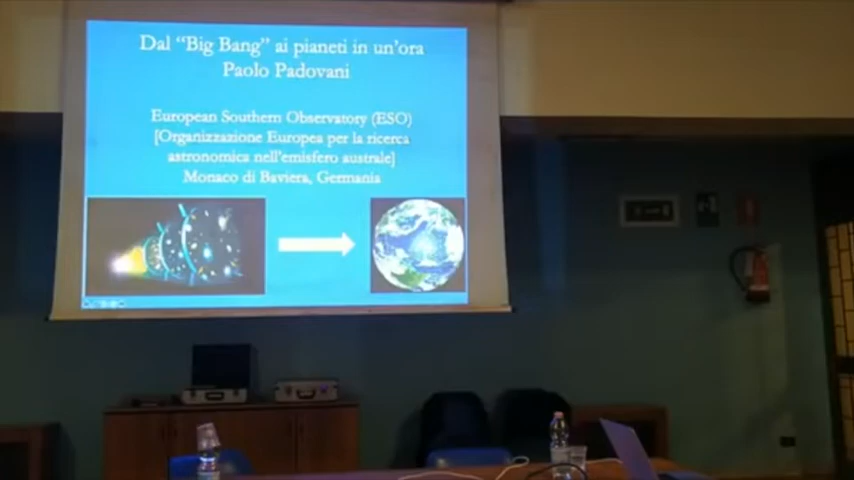 Dal “Big Bang” ai pianeti in un’ora
Paolo Padovani
European Southern Observatory (ESO)
[Organizzazione Europea per la ricerca
astronomica nell’emisfero australe]
Monaco di Baviera, Germania